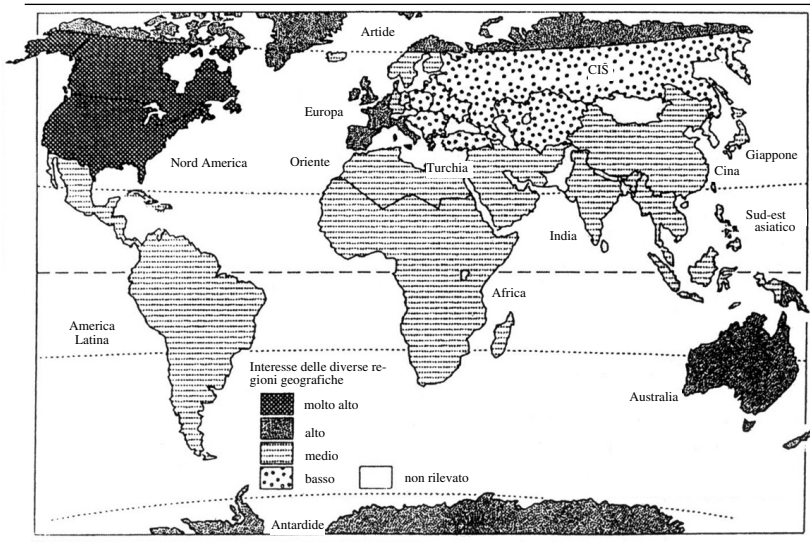 Artide
CIS
Europa
Giappone
Nord America
Oriente
Turchia
Cina
Sud-est
asiatico
India
Africa
America
Latina
Interesse delle diverse re-
gioni geografiche
Australia
molto alto
alto
medio
basso
non rilevato
Antardide